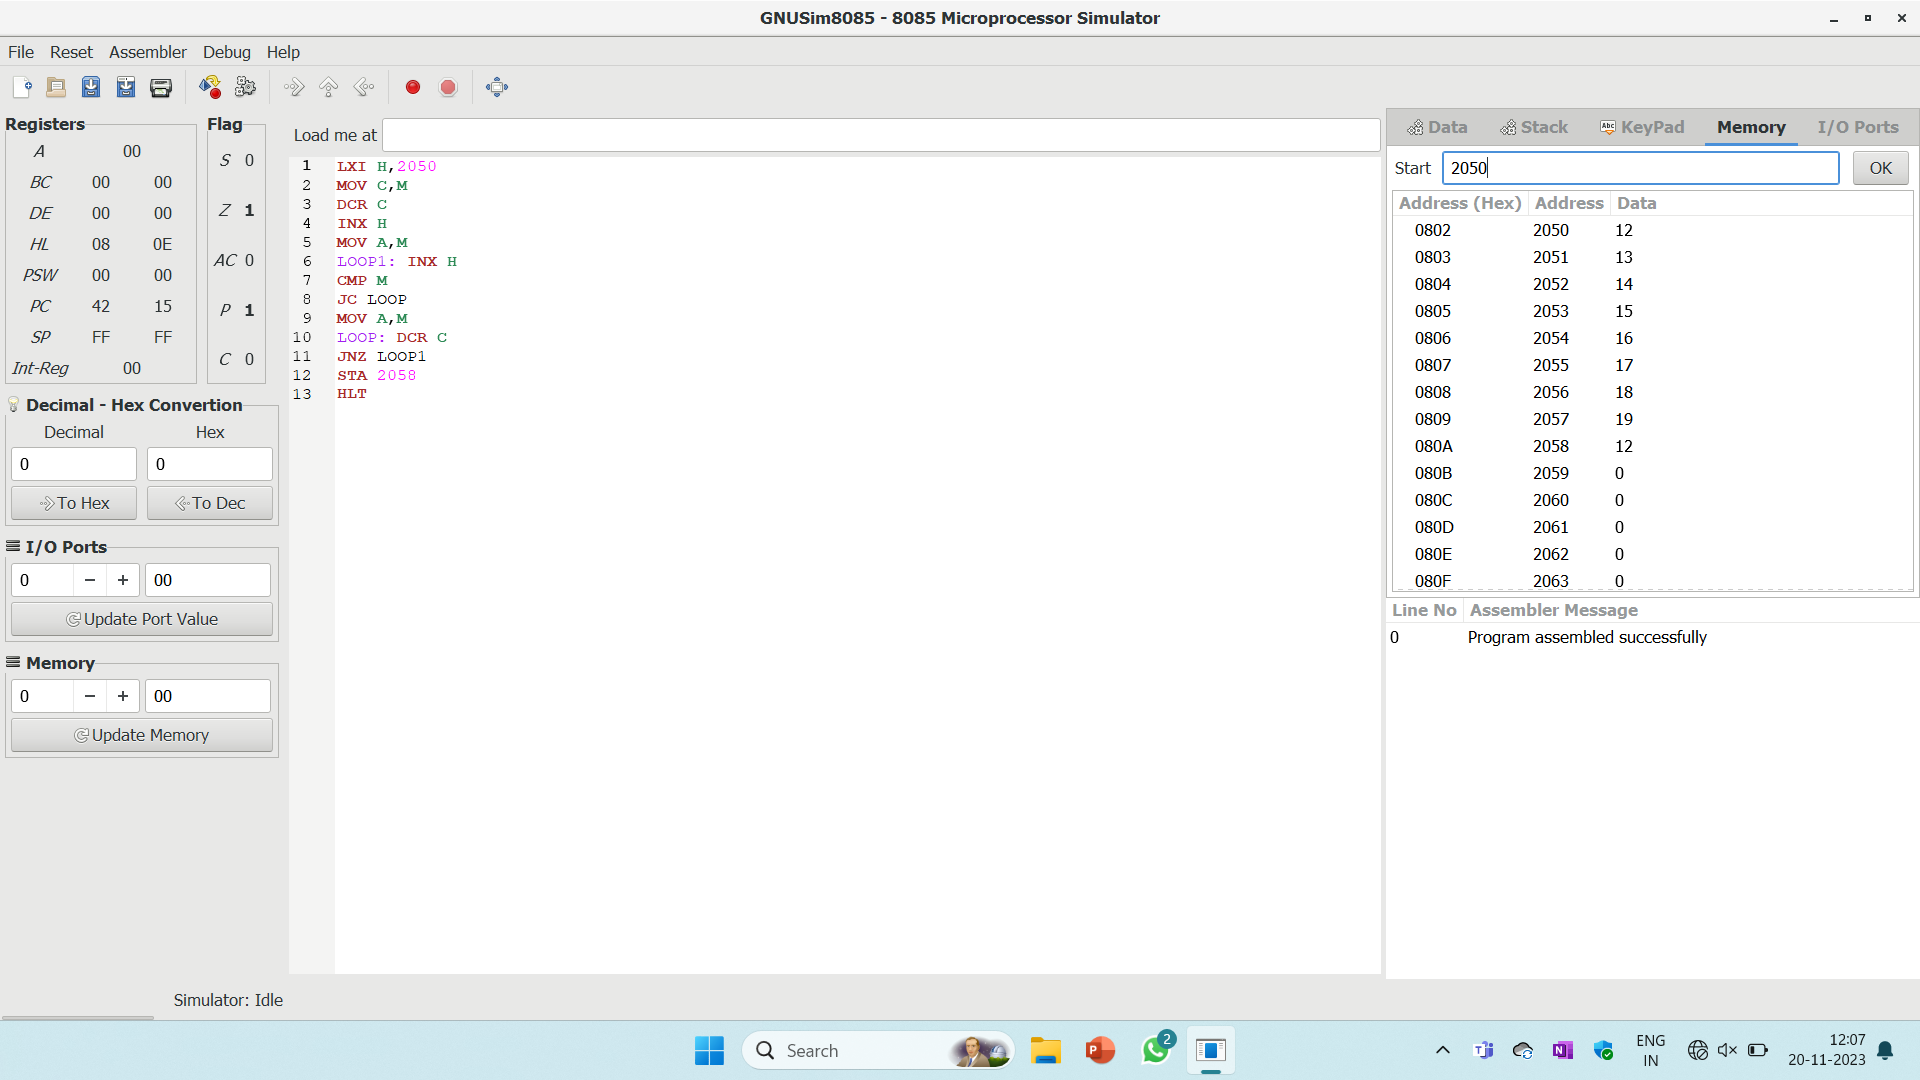 GNUSim8085 - 8085 Microprocessor Simulator
File Reset Assembler Debug Help
Registers
A 00
BC 00 00
DE 00 00
HL 08 0E
PSW 00 00
PC 42 15
SP FF FF
Int-Reg 00
Flag
S 0
Z 1
AC 0
P 1
C 0
Decimal - Hex Convertion
Decimal Hex
0 0
To Hex To Dec
I/O Ports
0 − + 00
Update Port Value
Memory
0 − + 00
Update Memory
Load me at
1 LXI H,2050
2 MOV C,M
3 DCR C
4 INX H
5 MOV A,M
6 LOOP1: INX H
7 CMP M
8 JC LOOP
9 MOV A,M
10 LOOP: DCR C
11 JNZ LOOP1
12 STA 2058
13 HLT
Data Stack Abc KeyPad Memory I/O Ports
Start 2050 OK
Address (Hex) Address Data
0802 2050 12
0803 2051 13
0804 2052 14
0805 2053 15
0806 2054 16
0807 2055 17
0808 2056 18
0809 2057 19
080A 2058 12
080B 2059 0
080C 2060 0
080D 2061 0
080E 2062 0
080F 2063 0
Line No Assembler Message
0 Program assembled successfully
Simulator: Idle
Search
2
ENG
IN
12:07
20-11-2023